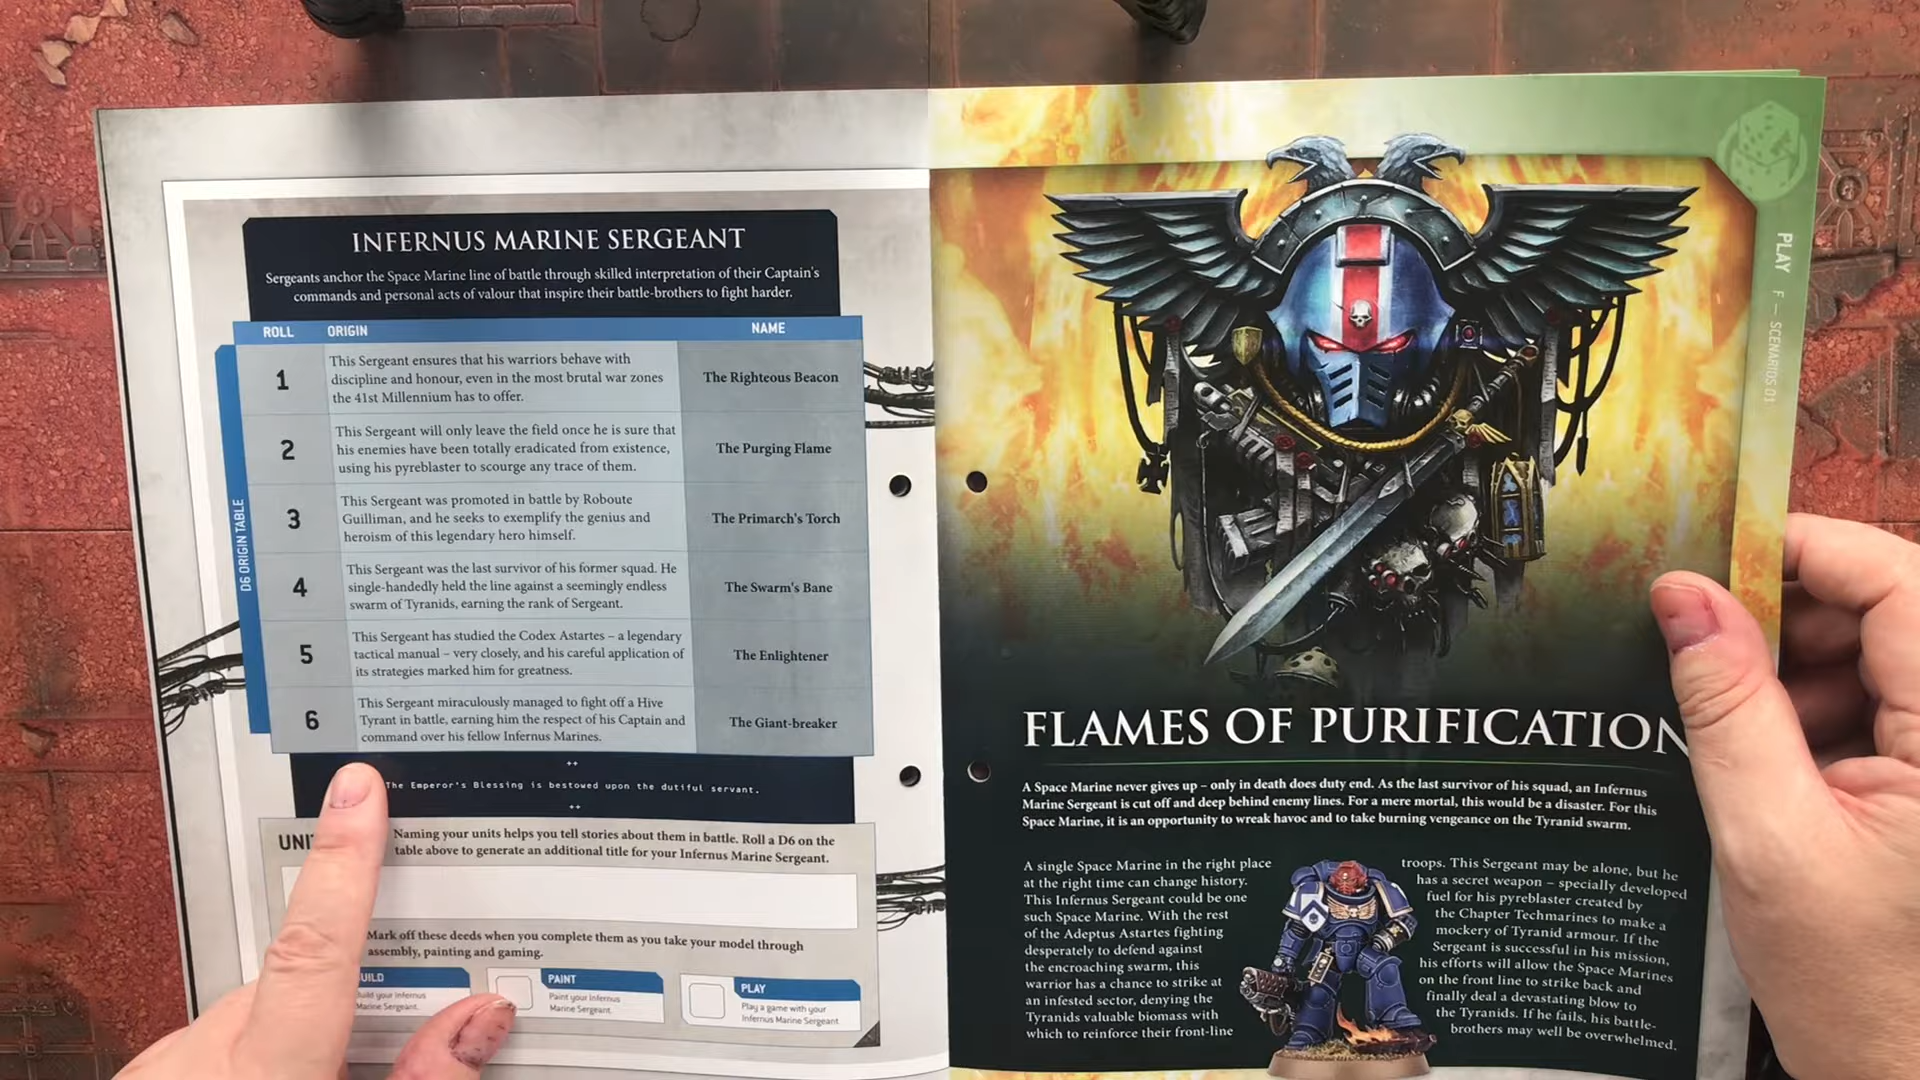 INFERNUS MARINE SERGEANT
Sergeants anchor the Space Marine line of battle through skilled interpretation of their Captain's
commands and personal acts of valour that inspire their battle-brothers to fight harder.
ROLL ORIGIN NAME
D6 ORIGIN TABLE
1
This Sergeant ensures that his warriors behave with
discipline and honour, even in the most brutal war zones
the 41st Millennium has to offer.
The Righteous Beacon
2
This Sergeant will only leave the field once he is sure that
his enemies have been totally eradicated from existence,
using his pyreblaster to scourge any trace of them.
The Purging Flame
3
This Sergeant was promoted in battle by Roboute
Guilliman, and he seeks to exemplify the genius and
heroism of this legendary hero himself.
The Primarch's Torch
4
This Sergeant was the last survivor of his former squad. He
single-handedly held the line against a seemingly endless
swarm of Tyranids, earning the rank of Sergeant.
The Swarm's Bane
5
This Sergeant has studied the Codex Astartes – a legendary
tactical manual – very closely, and his careful application of
its strategies marked him for greatness.
The Enlightener
6
This Sergeant miraculously managed to fight off a Hive
Tyrant in battle, earning him the respect of his Captain and
command over his fellow Infernus Marines.
The Giant-breaker
++
The Emperor's Blessing is bestowed upon the dutiful servant.
++
Naming your units helps you tell stories about them in battle. Roll a D6 on the
table above to generate an additional title for your Infernus Marine Sergeant.
Mark off these deeds when you complete them as you take your model through
assembly, painting and gaming.
Build your Infernus
Marine Sergeant.
PAINT
Paint your Infernus
Marine Sergeant.
PLAY
Play a game with your
Infernus Marine Sergeant
PLAY F — SCENARIOS 01
FLAMES OF PURIFICATION
A Space Marine never gives up – only in death does duty end. As the last survivor of his squad, an Infernus
Marine Sergeant is cut off and deep behind enemy lines. For a mere mortal, this would be a disaster. For this
Space Marine, it is an opportunity to wreak havoc and to take burning vengeance on the Tyranid swarm.
A single Space Marine in the right place
at the right time can change history.
This Infernus Sergeant could be one
such Space Marine. With the rest
of the Adeptus Astartes fighting
desperately to defend against
the encroaching swarm, this
warrior has a chance to strike at
an infested sector, denying the
Tyranids valuable biomass with
which to reinforce their front-line
troops. This Sergeant may be alone, but he
has a secret weapon – specially developed
fuel for his pyreblaster created by
the Chapter Techmarines to make a
mockery of Tyranid armour. If the
Sergeant is successful in his mission,
his efforts will allow the Space Marines
on the front line to strike back and
finally deal a devastating blow to
the Tyranids. If he fails, his battle-
brothers may well be overwhelmed.